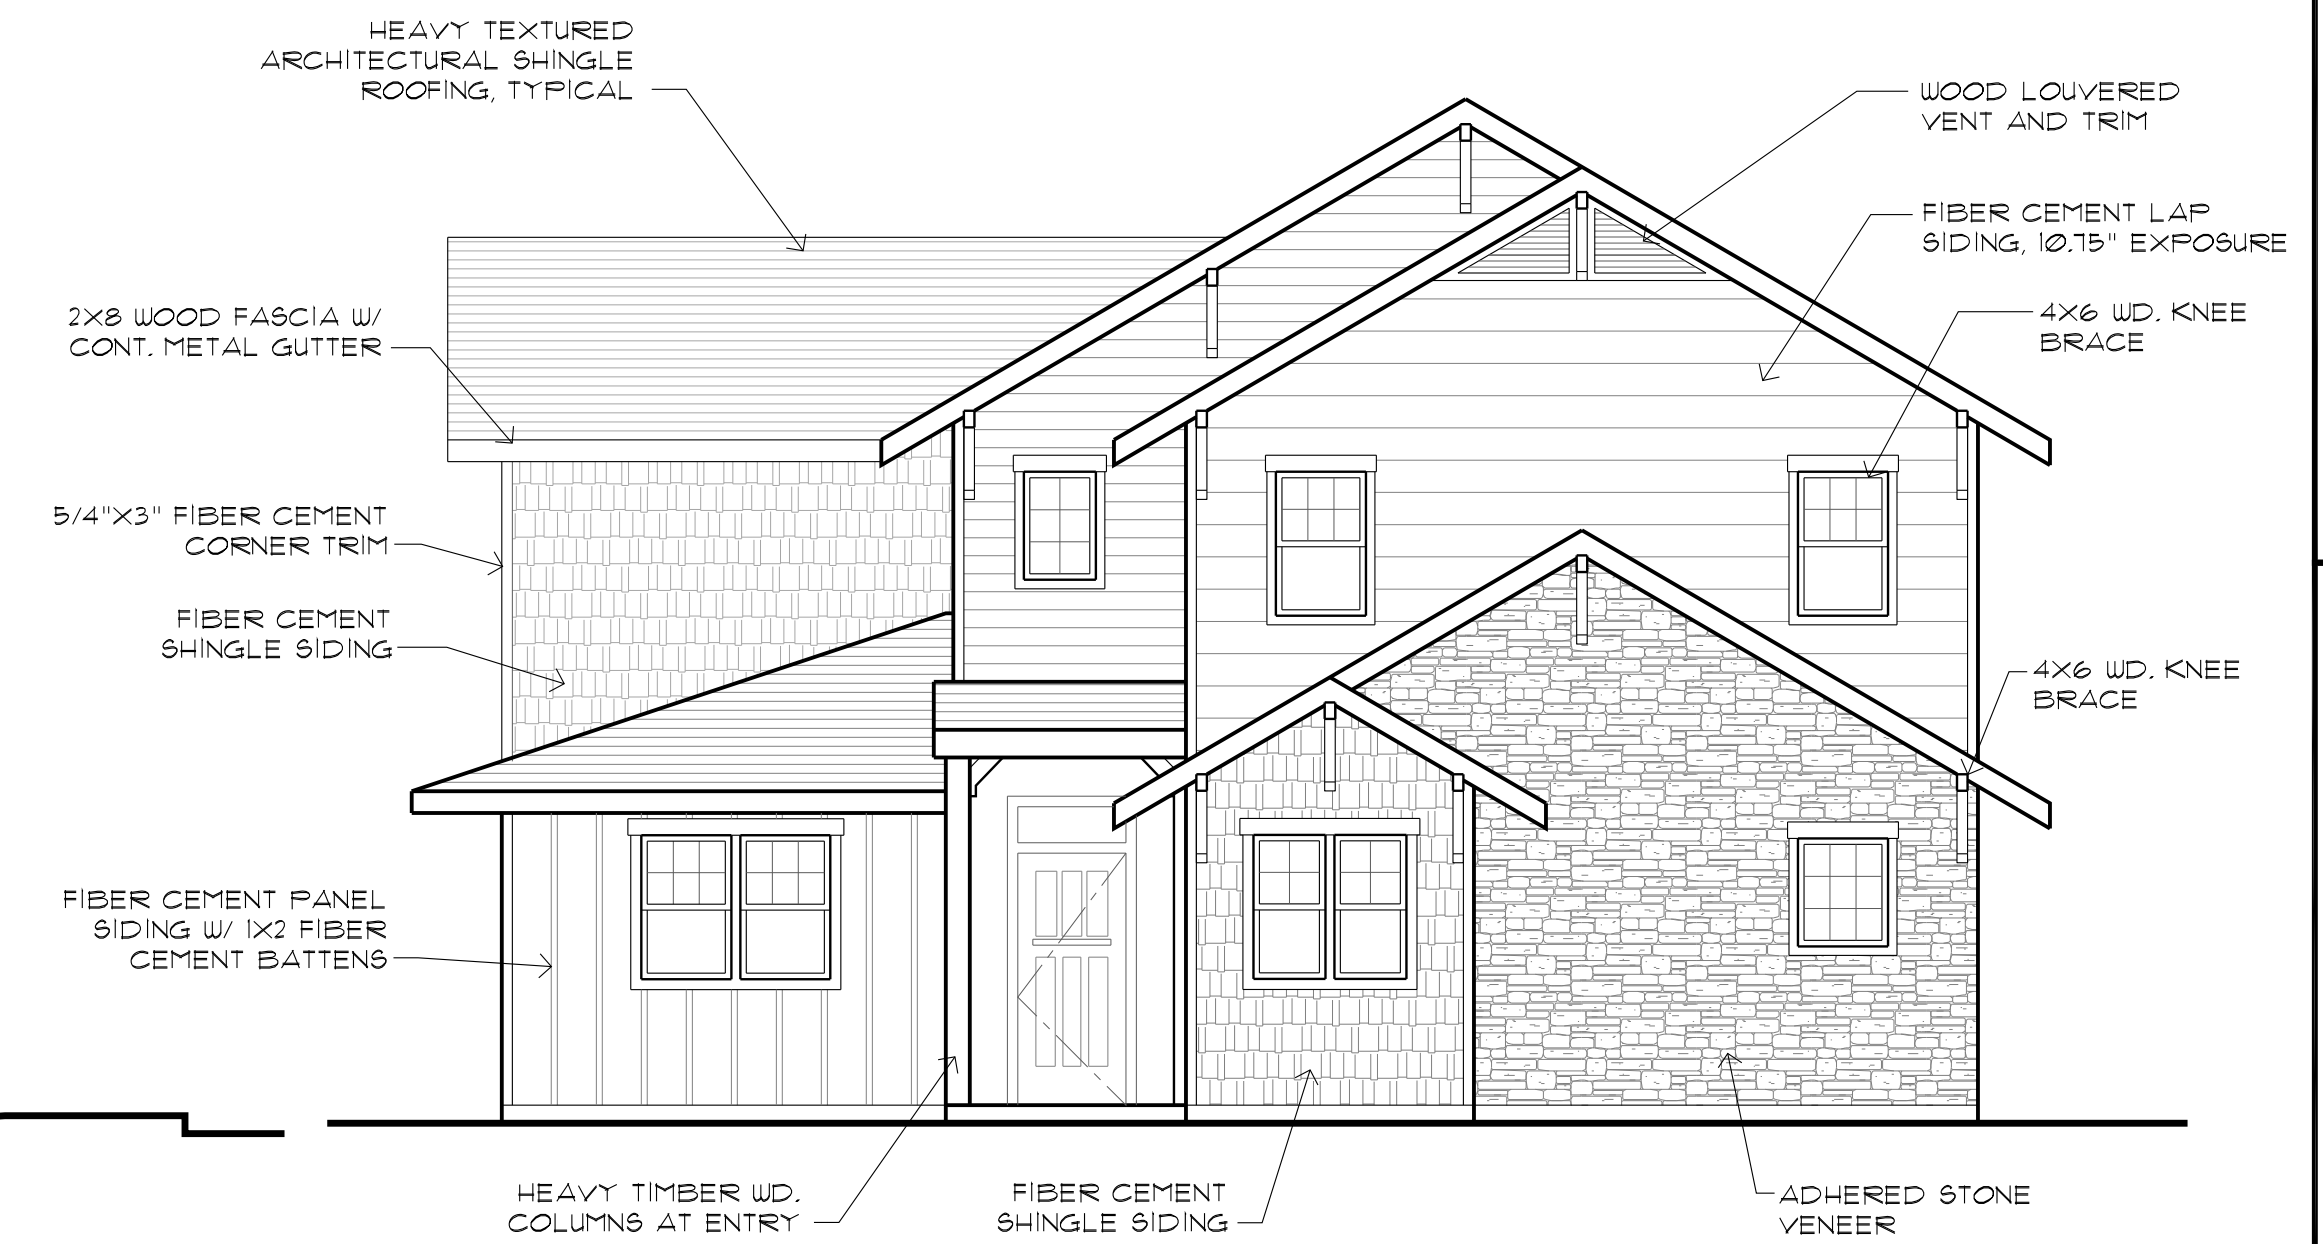 HEAVY TEXTURED
ARCHITECTURAL SHINGLE
ROOFING, TYPICAL
WOOD LOUVERED
VENT AND TRIM
FIBER CEMENT LAP
SIDING, 10.75" EXPOSURE
2X8 WOOD FASCIA W/
CONT. METAL GUTTER
4X6 WD. KNEE
BRACE
5/4"X3" FIBER CEMENT
CORNER TRIM
FIBER CEMENT
SHINGLE SIDING
4X6 WD. KNEE
BRACE
FIBER CEMENT PANEL
SIDING W/ 1X2 FIBER
CEMENT BATTENS
HEAVY TIMBER WD.
COLUMNS AT ENTRY
FIBER CEMENT
SHINGLE SIDING
ADHERED STONE
VENEER